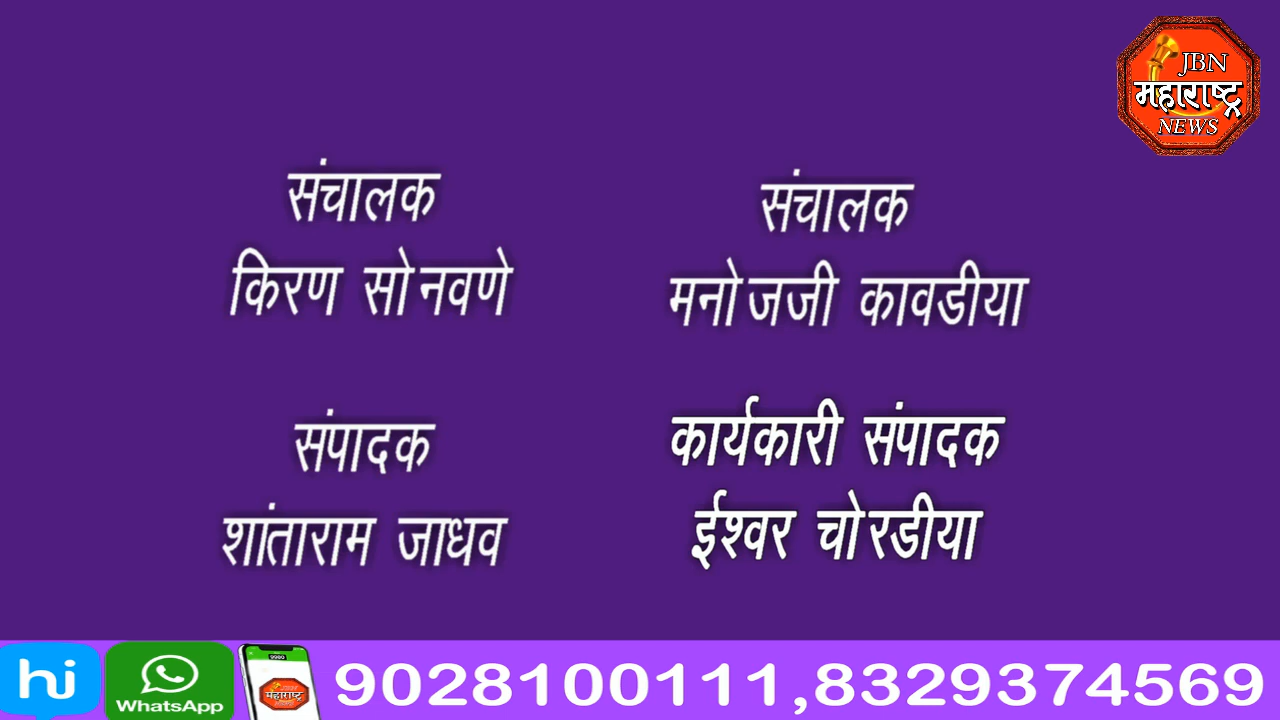 JBN
महाराष्ट्र
NEWS
संचालक
किरण सोनवणे
संचालक
मनोजजी कावडीया
संपादक
शांताराम जाधव
कार्यकारी संपादक
ईश्वर चोरडीया
hi
WhatsApp
महाराष्ट्र
9028100111,8329374569